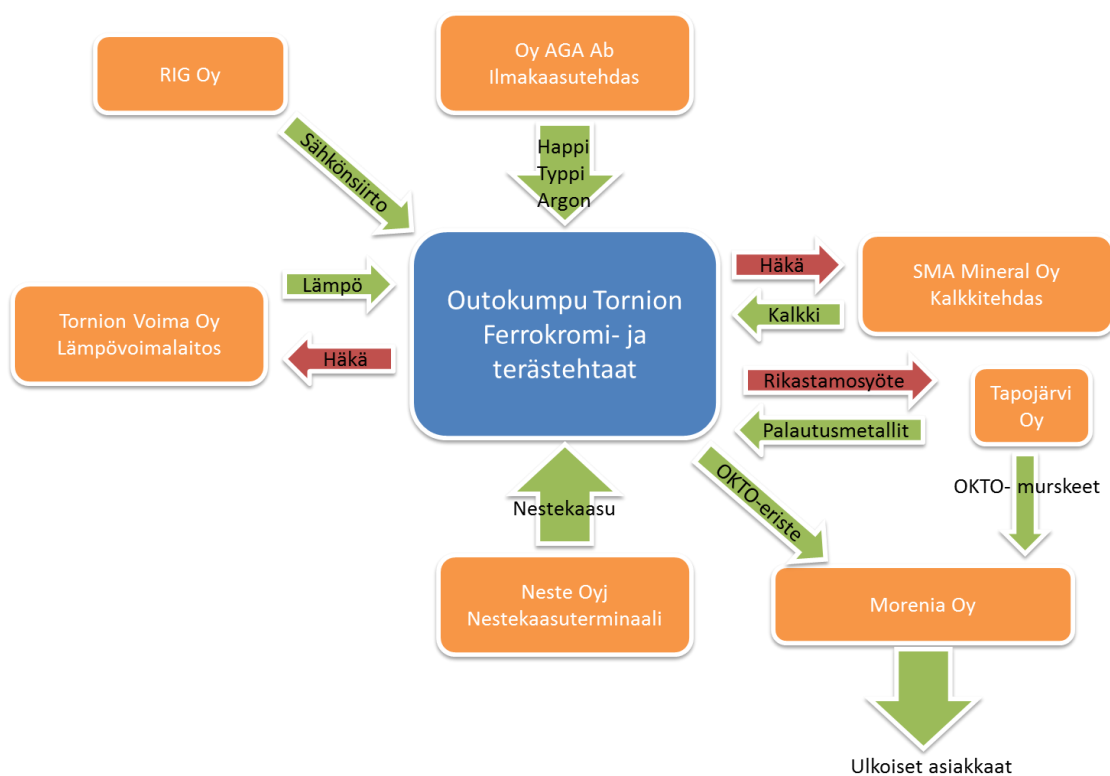 RIG Oy
Oy AGA Ab
Ilmakaasutehdas
Sähkönsiirto
Happi
Typpi
Argon
Outokumpu Tornion
Ferrokromi- ja
terästehtaat
Lämpö
Tornion Voima Oy
Lämpövoimalaitos
Häkä
Häkä
SMA Mineral Oy
Kalkkitehdas
Kalkki
Rikastamosyöte
Tapojärvi
Oy
Palautusmetallit
OKTO- murskeet
OKTO-eriste
Nestekaasu
Neste Oyj
Nestekaasuterminaali
Morenia Oy
Ulkoiset asiakkaat